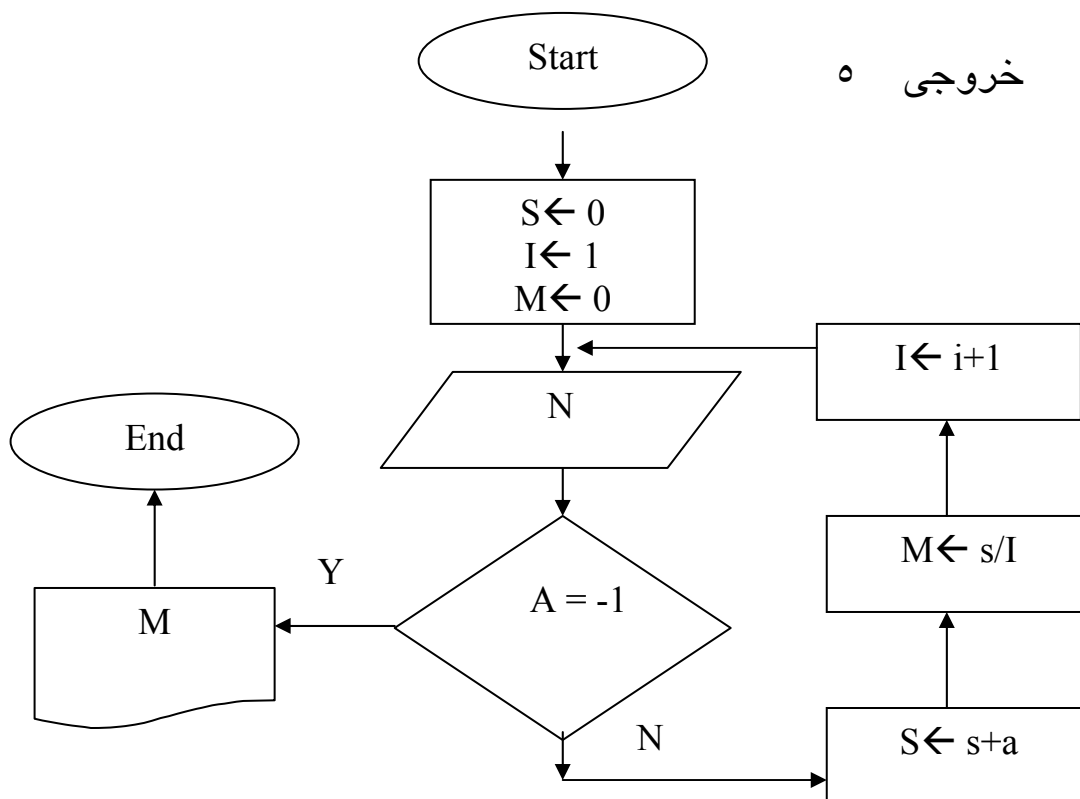 Start
خروجی ۵
S← 0
I← 1
M← 0
I← i+1
N
End
M← s/I
A = -1
Y
M
N
S← s+a